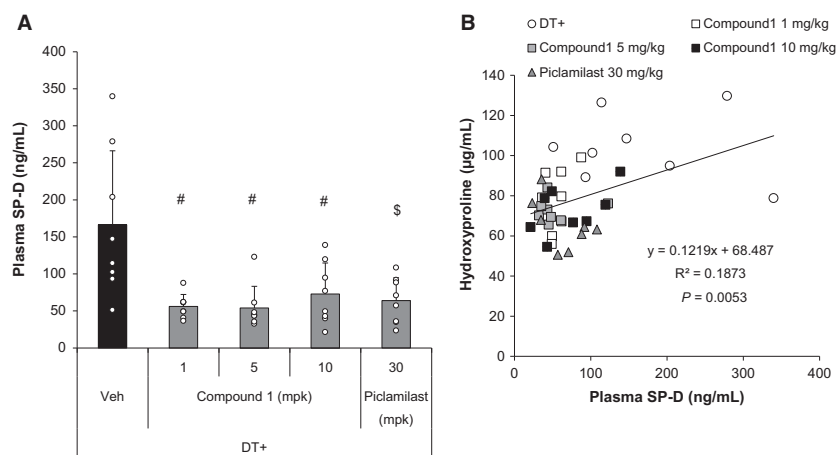 A
Plasma SP-D (ng/mL)
400
350
300
250
200
150
100
50
0
#
#
#
$
1
5
10
30
Veh
Compound 1 (mpk)
Piclamilast
(mpk)
DT+
B
DT+
Compound1 1 mg/kg
Compound1 5 mg/kg
Compound1 10 mg/kg
Piclamilast 30 mg/kg
Hydroxyproline (µg/mL)
140
120
100
80
60
40
20
0
y = 0.1219x + 68.487
R² = 0.1873
P = 0.0053
0
100
200
300
400
Plasma SP-D (ng/mL)